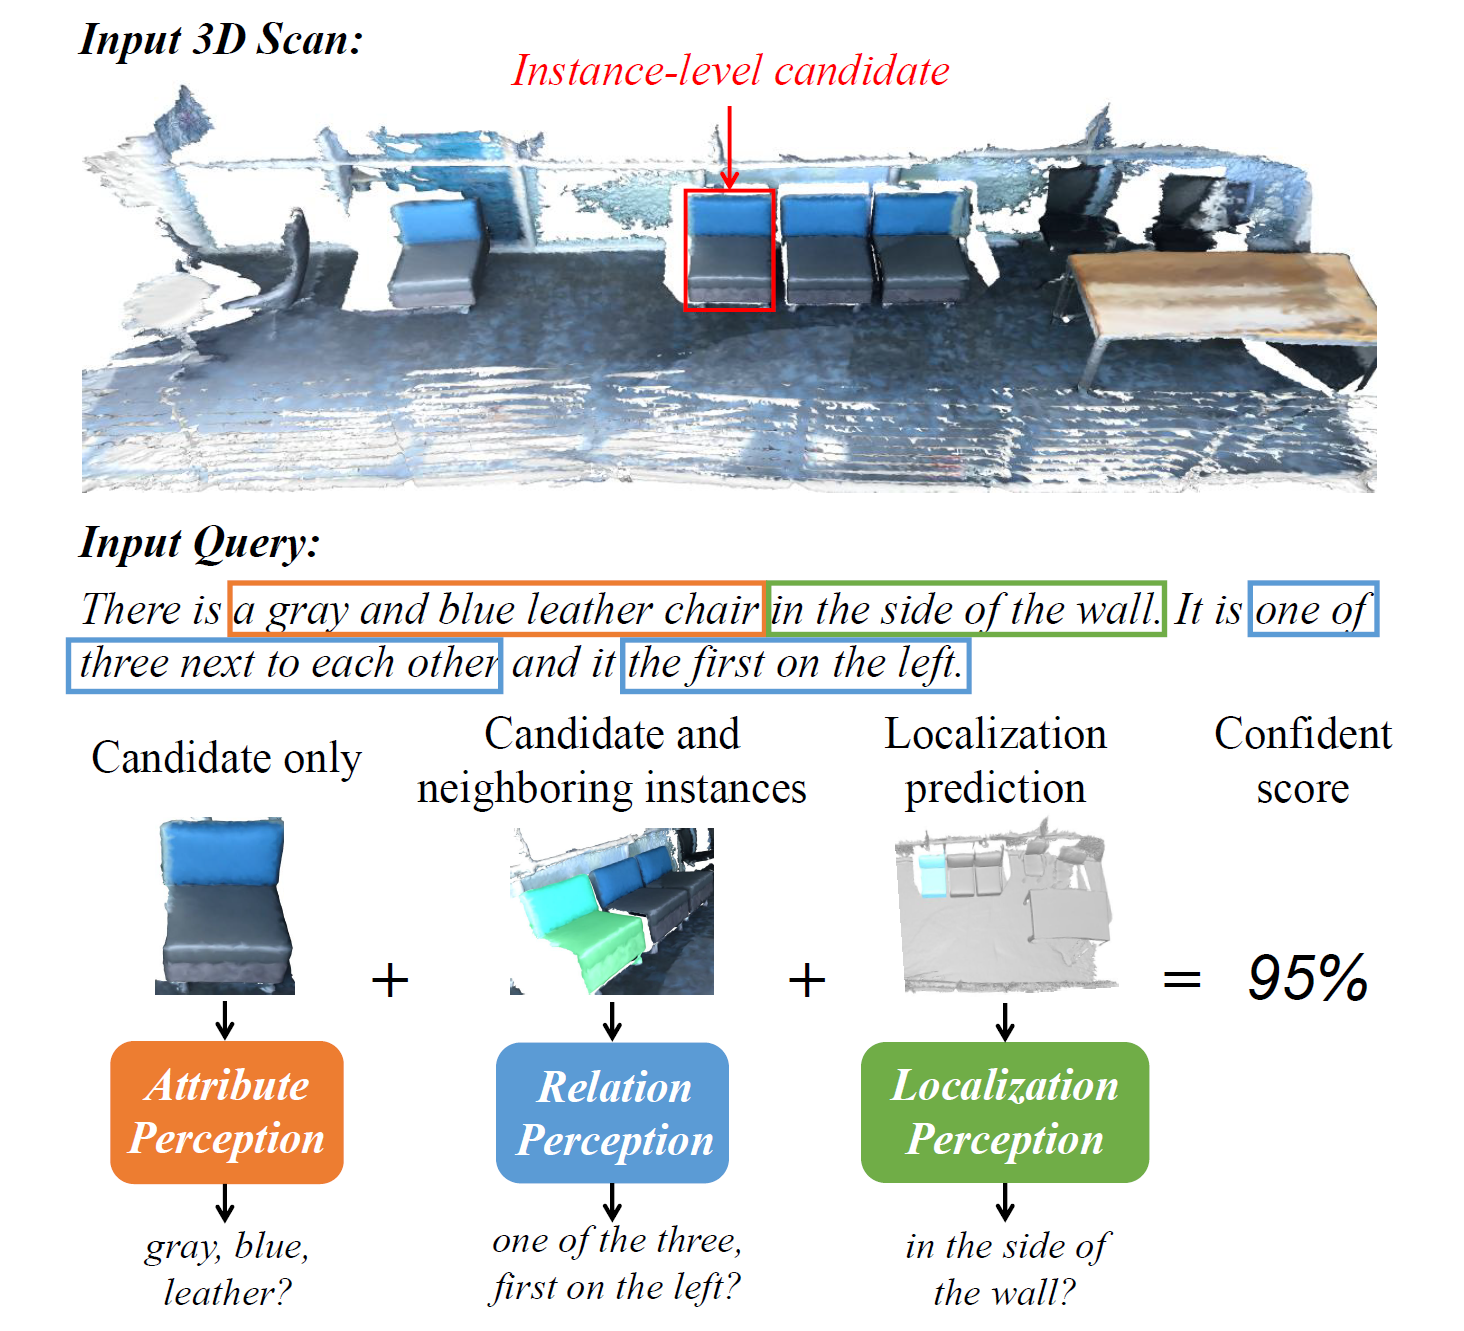 Input 3D Scan:
Instance-level candidate
Input Query:
There is a gray and blue leather chair in the side of the wall. It is one of
three next to each other and it the first on the left.
Candidate only
Candidate and
neighboring instances
Localization
prediction
Confident
score
+
+
= 95%
Attribute
Perception
Relation
Perception
Localization
Perception
gray, blue,
leather?
one of the three,
first on the left?
in the side of
the wall?